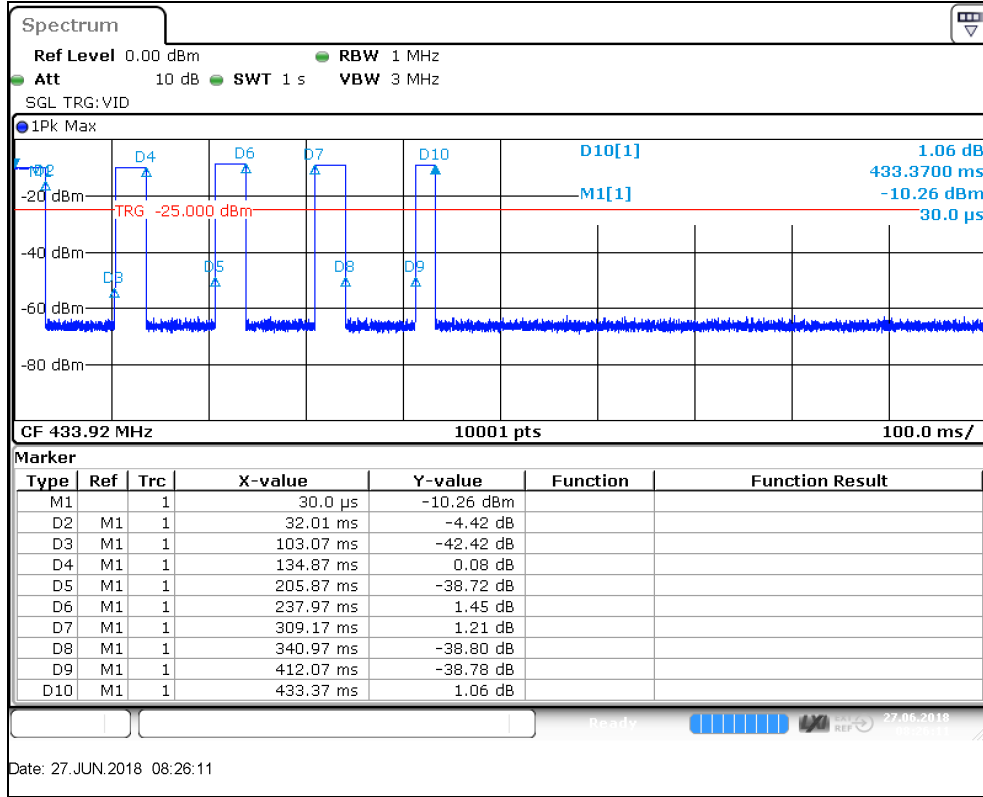 Spectrum
Ref Level 0.00 dBm RBW 1 MHz
Att 10 dB SWT 1 s VBW 3 MHz
SGL TRG:VID
1Pk Max
D4 D6 D7 D10 D10[1] 1.06 dB
M1 D2 433.3700 ms
-20 dBm M1[1] -10.26 dBm
TRG -25.000 dBm 30.0 µs
-40 dBm
D3 D5 D8 D9
-60 dBm
-80 dBm
CF 433.92 MHz 10001 pts 100.0 ms/
Marker
Type Ref Trc X-value Y-value Function Function Result
M1 1 30.0 µs -10.26 dBm
D2 M1 1 32.01 ms -4.42 dB
D3 M1 1 103.07 ms -42.42 dB
D4 M1 1 134.87 ms 0.08 dB
D5 M1 1 205.87 ms -38.72 dB
D6 M1 1 237.97 ms 1.45 dB
D7 M1 1 309.17 ms 1.21 dB
D8 M1 1 340.97 ms -38.80 dB
D9 M1 1 412.07 ms -38.78 dB
D10 M1 1 433.37 ms 1.06 dB
Ready LXI REF 27.06.2018
Date: 27.JUN.2018 08:26:11